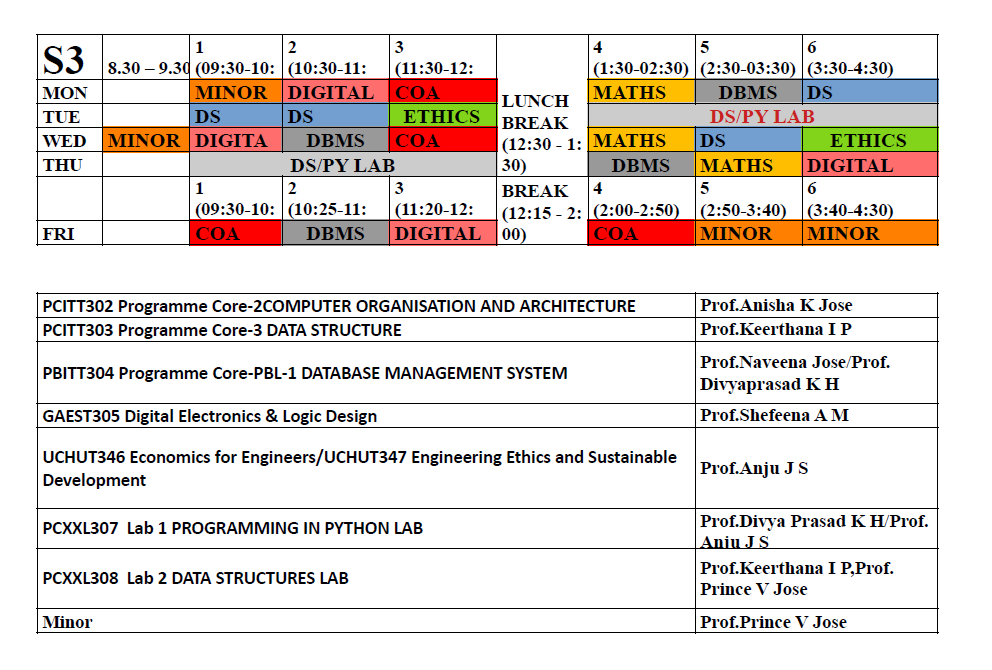 S3 8.30 – 9.30 1 (09:30-10: 2 (10:30-11: 3 (11:30-12: LUNCH BREAK (12:30 - 1: 30) 4 (1:30-02:30) 5 (2:30-03:30) 6 (3:30-4:30)
MON MINOR DIGITAL COA MATHS DBMS DS
TUE DS DS ETHICS DS/PY LAB
WED MINOR DIGITA DBMS COA MATHS DS ETHICS
THU DS/PY LAB DBMS MATHS DIGITAL
1 (09:30-10: 2 (10:25-11: 3 (11:20-12: BREAK (12:15 - 2: 00) 4 (2:00-2:50) 5 (2:50-3:40) 6 (3:40-4:30)
FRI COA DBMS DIGITAL COA MINOR MINOR
PCITT302 Programme Core-2COMPUTER ORGANISATION AND ARCHITECTURE Prof.Anisha K Jose
PCITT303 Programme Core-3 DATA STRUCTURE Prof.Keerthana I P
PBITT304 Programme Core-PBL-1 DATABASE MANAGEMENT SYSTEM Prof.Naveena Jose/Prof.
Divyaprasad K H
GAEST305 Digital Electronics & Logic Design Prof.Shefeena A M
UCHUT346 Economics for Engineers/UCHUT347 Engineering Ethics and Sustainable
Development Prof.Anju J S
PCXXL307 Lab 1 PROGRAMMING IN PYTHON LAB Prof.Divya Prasad K H/Prof.
Anju J S
PCXXL308 Lab 2 DATA STRUCTURES LAB Prof.Keerthana I P,Prof.
Prince V Jose
Minor Prof.Prince V Jose